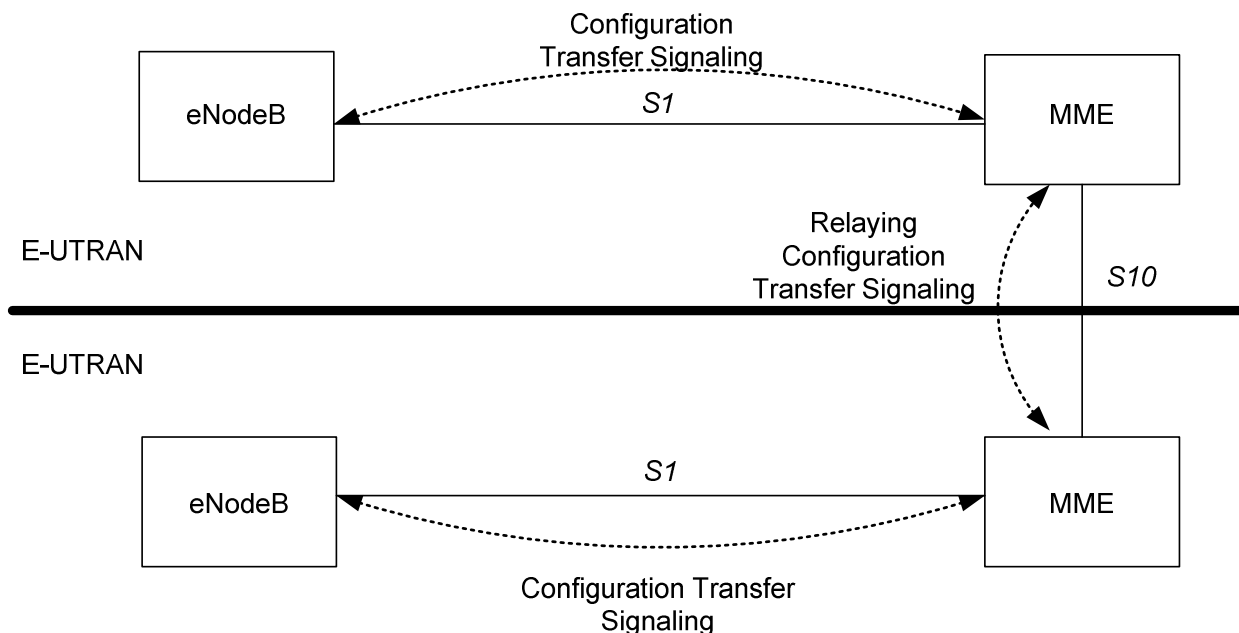 Configuration
Transfer Signaling
S1
eNodeB
MME
Relaying
Configuration
Transfer Signaling
E-UTRAN
S10
E-UTRAN
S1
eNodeB
MME
Configuration Transfer
Signaling